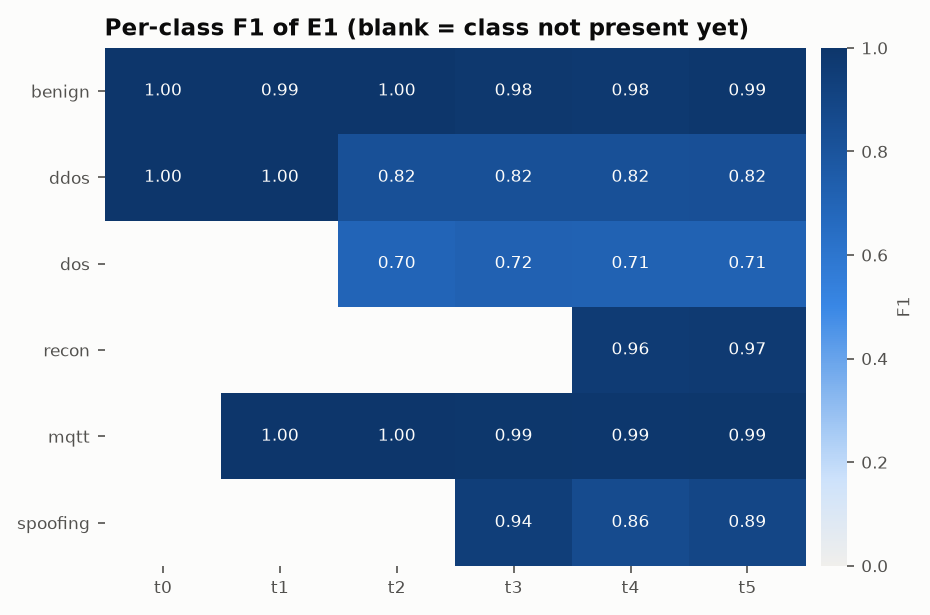 Per-class F1 of E1 (blank = class not present yet)
benign 1.00 0.99 1.00 0.98 0.98 0.99
ddos 1.00 1.00 0.82 0.82 0.82 0.82
dos 0.70 0.72 0.71 0.71
recon 0.96 0.97
mqtt 1.00 1.00 0.99 0.99 0.99
spoofing 0.94 0.86 0.89
t0 t1 t2 t3 t4 t5
1.0
0.8
0.6
0.4
0.2
0.0
F1